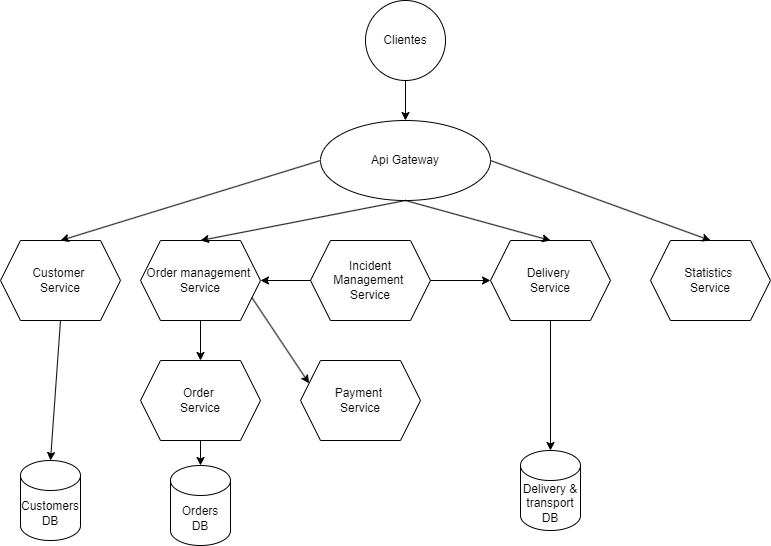 Clientes
Api Gateway
Customer
Service
Order management
Service
Incident
Management
Service
Delivery
Service
Statistics
Service
Order
Service
Payment
Service
Customers
DB
Orders
DB
Delivery &
transport
DB